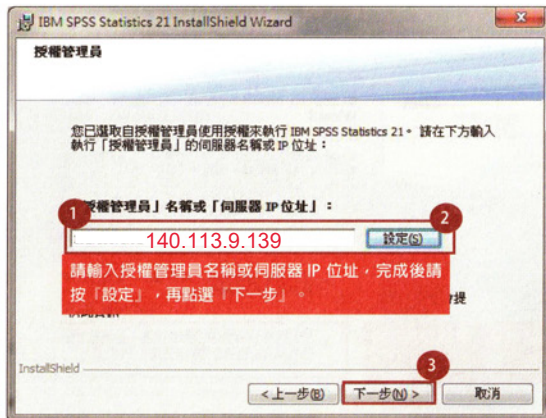 IBM SPSS Statistics 21 InstallShield Wizard
授權管理員
您已選取自授權管理員使用授權來執行 IBM SPSS Statistics 21。 請在下方輸入
執行「授權管理員」的伺服器名稱或 IP 位址：
授權管理員」名稱或「伺服器 IP 位址」：
1
2
140.113.9.139
設定(S)
請輸入授權管理員名稱或伺服器 IP 位址，完成後請
按「設定」，再點選「下一步」。
提
InstallShield
3
<上一步(B)
下一步(N) >
取消